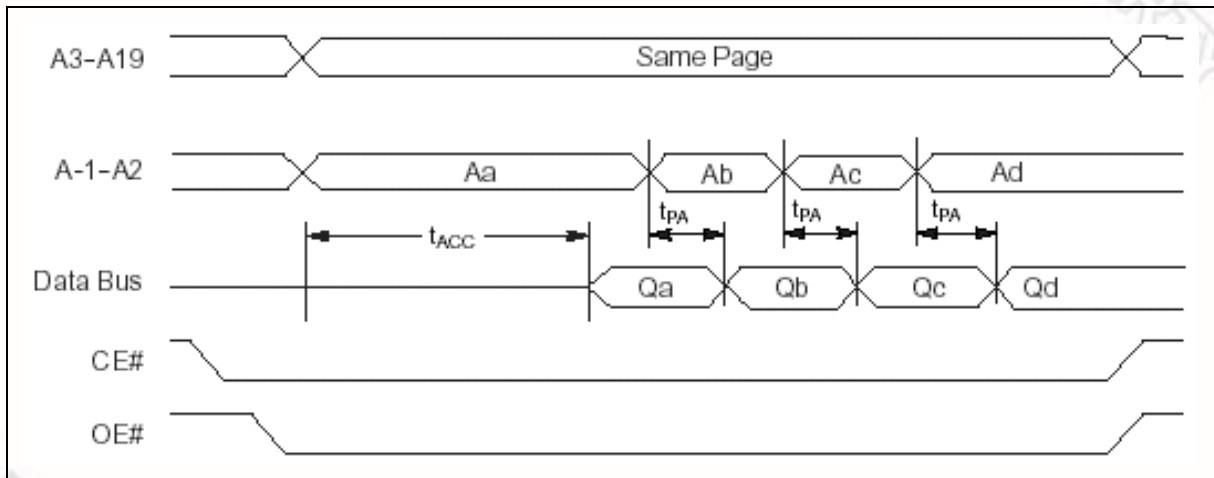 A3–A19
Same Page
A-1–A2
Aa
Ab
Ac
Ad
tACC
tPA
tPA
tPA
Data Bus
Qa
Qb
Qc
Qd
CE#
OE#